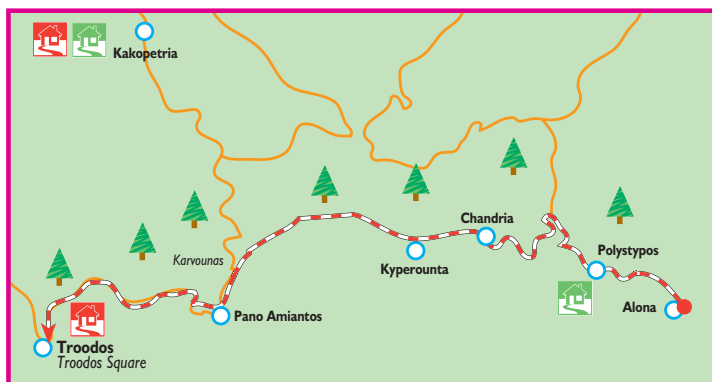 Kakopetria
Chandria
Karvounas
Polystypos
Kyperounta
Alona
Pano Amiantos
Troodos
Troodos Square